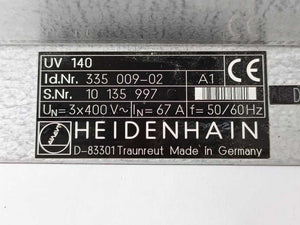 UV 140
Id.Nr. 335 009-02 A1 CE
S.Nr. 10 135 997
UN=3x400 V~ IN= 67 A f= 50/60Hz
HEIDENHAIN
D-83301 Traunreut Made in Germany